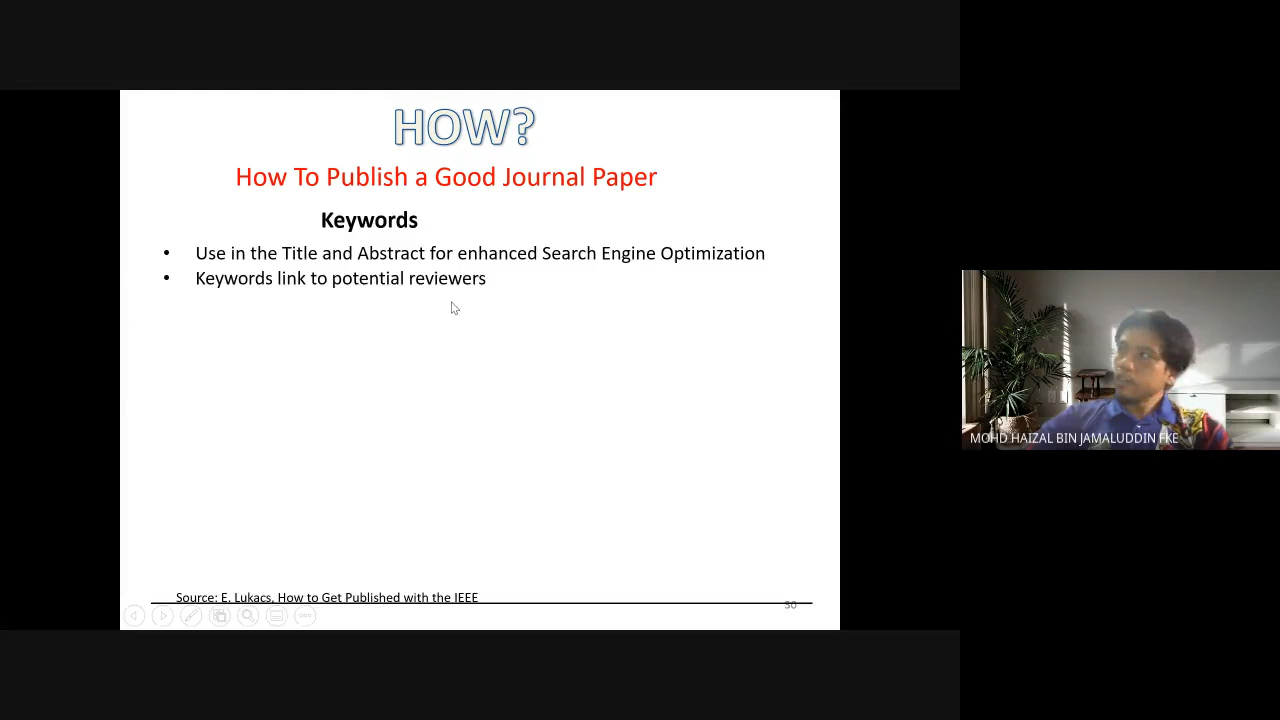 HOW?
How To Publish a Good Journal Paper
Keywords
• Use in the Title and Abstract for enhanced Search Engine Optimization
• Keywords link to potential reviewers
MOHD HAIZAL BIN JAMALUDDIN FKE
Source: E. Lukacs, How to Get Published with the IEEE
30